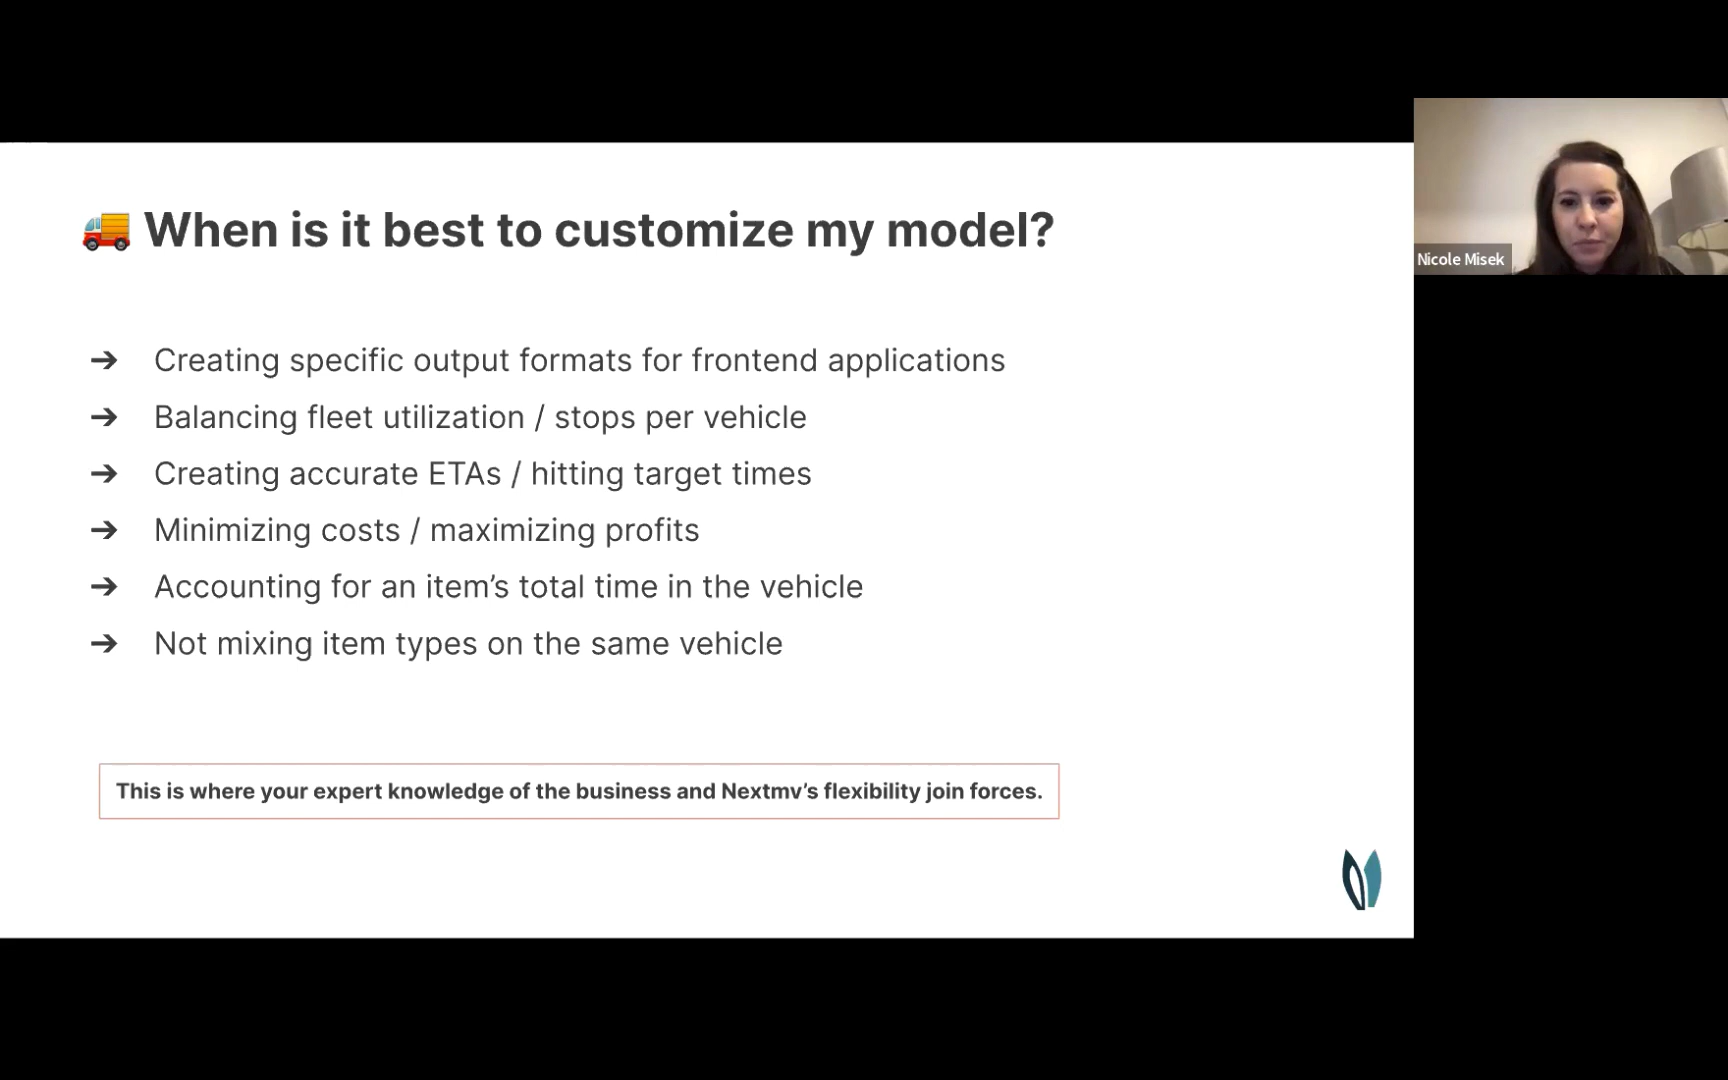 When is it best to customize my model?
➔ Creating specific output formats for frontend applications
➔ Balancing fleet utilization / stops per vehicle
➔ Creating accurate ETAs / hitting target times
➔ Minimizing costs / maximizing profits
➔ Accounting for an item’s total time in the vehicle
➔ Not mixing item types on the same vehicle
This is where your expert knowledge of the business and Nextmv’s flexibility join forces.
Nicole Misek